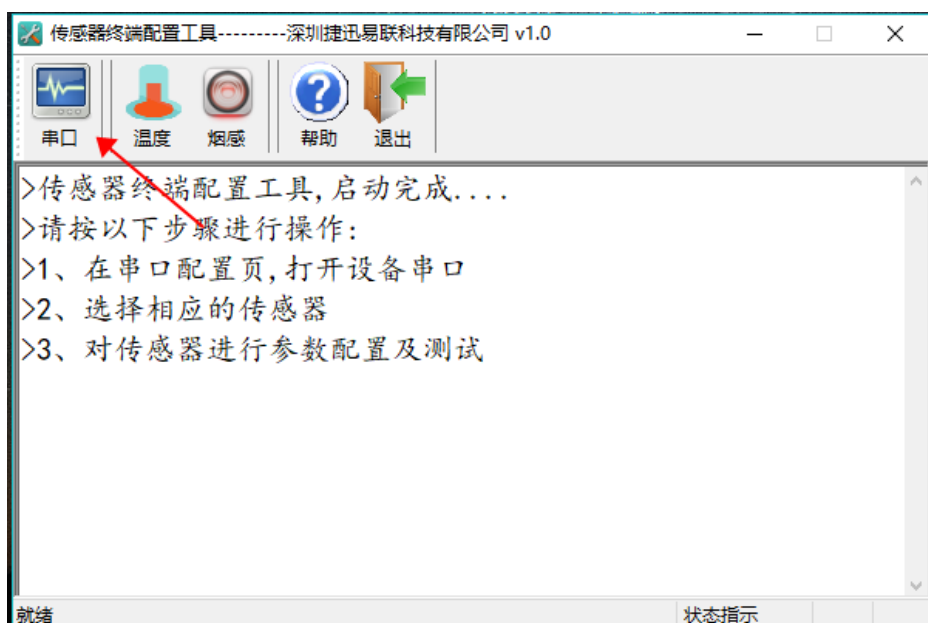 传感器终端配置工具---------深圳捷迅易联科技有限公司 v1.0
串口 温度 烟感 帮助 退出
>传感器终端配置工具,启动完成....
>请按以下步骤进行操作:
>1、在串口配置页,打开设备串口
>2、选择相应的传感器
>3、对传感器进行参数配置及测试
就绪 状态指示